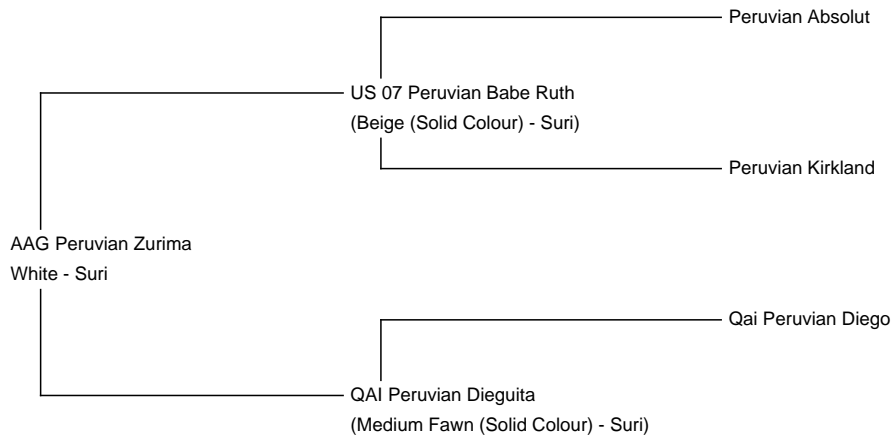 Peruvian Absolut
US 07 Peruvian Babe Ruth
(Beige (Solid Colour) - Suri)
Peruvian Kirkland
AAG Peruvian Zurima
White - Suri
Qai Peruvian Diego
QAI Peruvian Dieguita
(Medium Fawn (Solid Colour) - Suri)